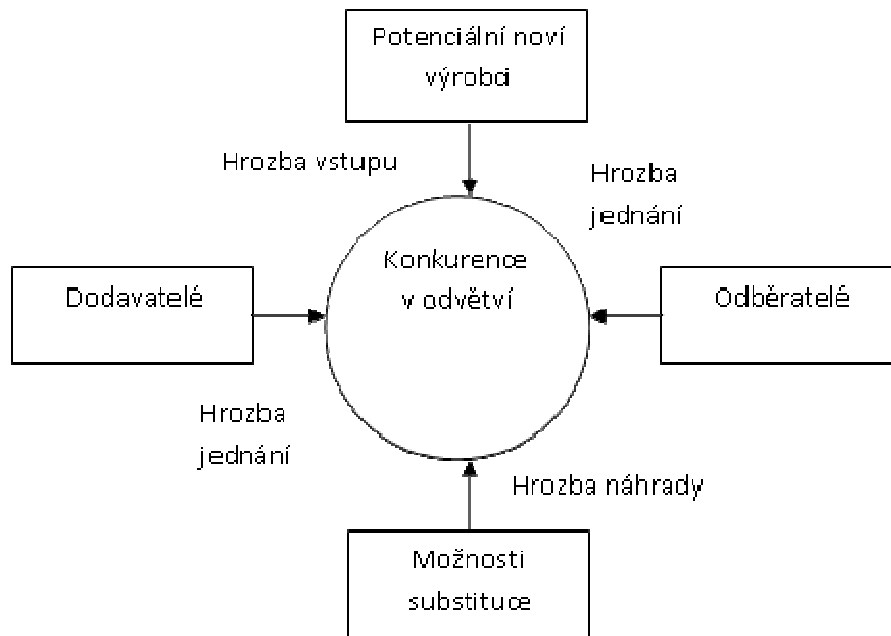 Potenciální noví
výrobci
Hrozba vstupu
Hrozba
jednání
Konkurence
v odvětví
Dodavatelé
Odběratelé
Hrozba
jednání
Hrozba náhrady
Možnosti
substituce